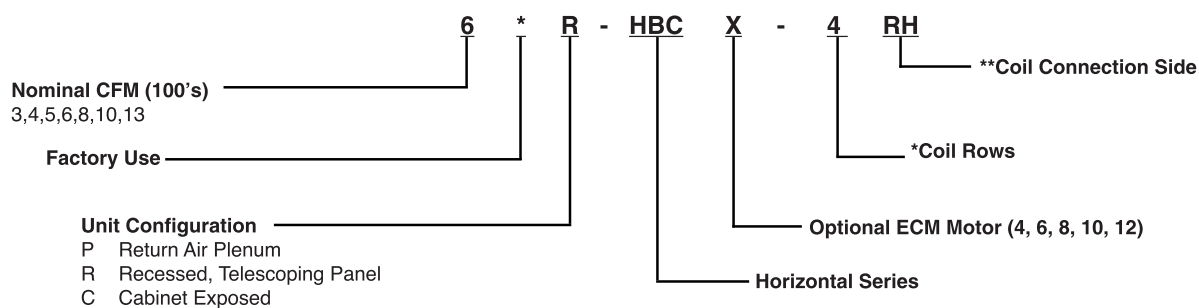 6 * R - HBC X - 4 RH
**Coil Connection Side
Nominal CFM (100's)
3,4,5,6,8,10,13
*Coil Rows
Factory Use
Unit Configuration
Optional ECM Motor (4, 6, 8, 10, 12)
P Return Air Plenum
R Recessed, Telescoping Panel
Horizontal Series
C Cabinet Exposed